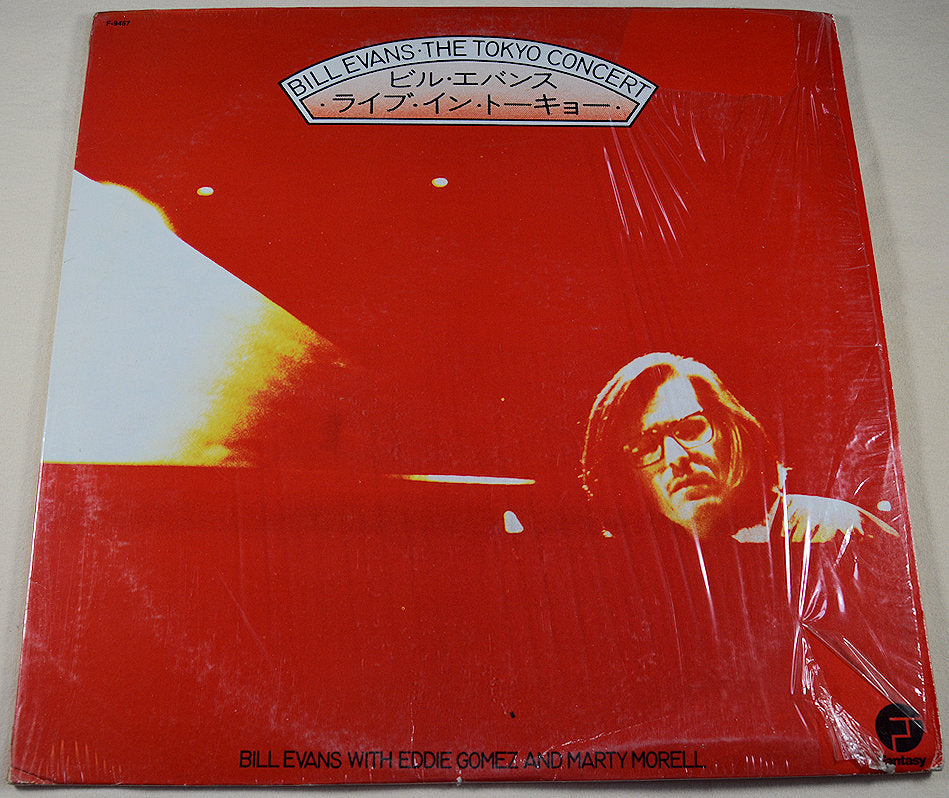 F-9457
BILL EVANS·THE TOKYO CONCERT
ビル·エバンス
·ライブ·イン·トーキョー·
BILL EVANS WITH EDDIE GOMEZ AND MARTY MORELL
Fantasy